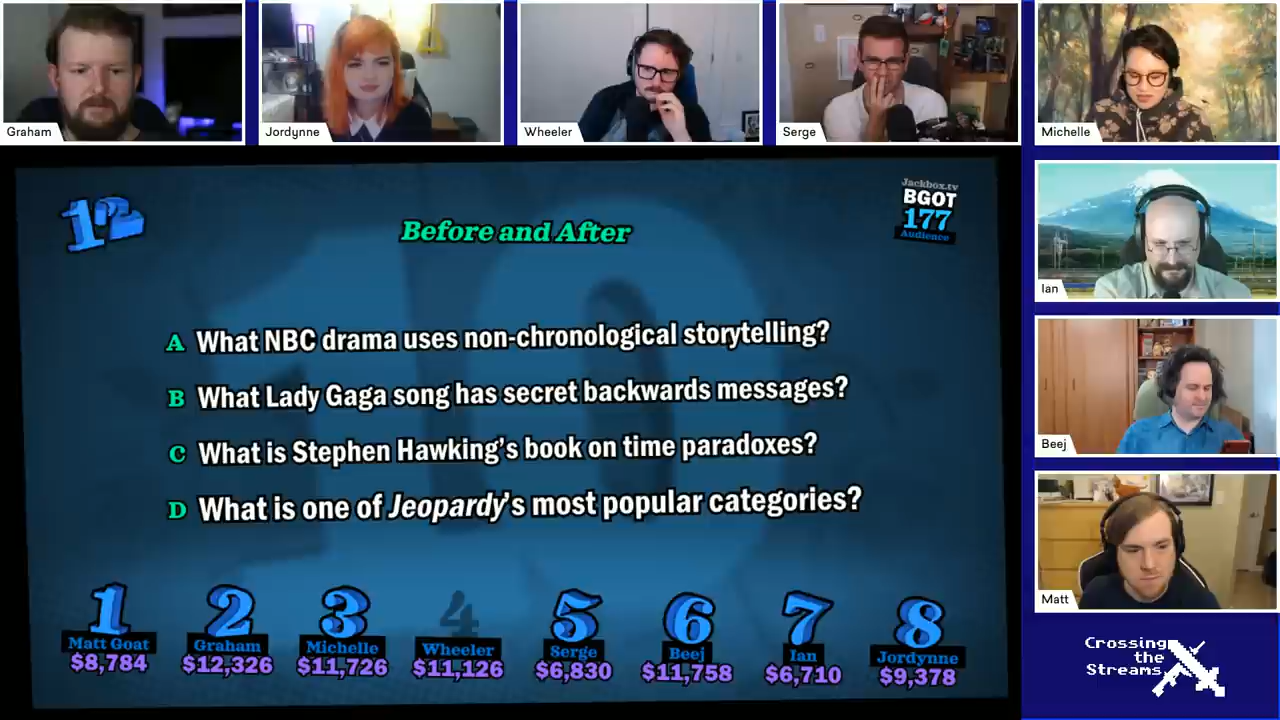 Graham
Jordynne
Wheeler
Serge
Michelle
12
Before and After
Jackbox.tv
BGOT
177
Audience
10
A What NBC drama uses non-chronological storytelling?
B What Lady Gaga song has secret backwards messages?
C What is Stephen Hawking's book on time paradoxes?
D What is one of Jeopardy's most popular categories?
Ian
Beej
Matt
1
Matt Goat
$8,784
2
Graham
$12,326
3
Michelle
$11,726
4
Wheeler
$11,126
5
Serge
$6,830
6
Beej
$11,758
7
Ian
$6,710
8
Jordynne
$9,378
Crossing
the
Streams